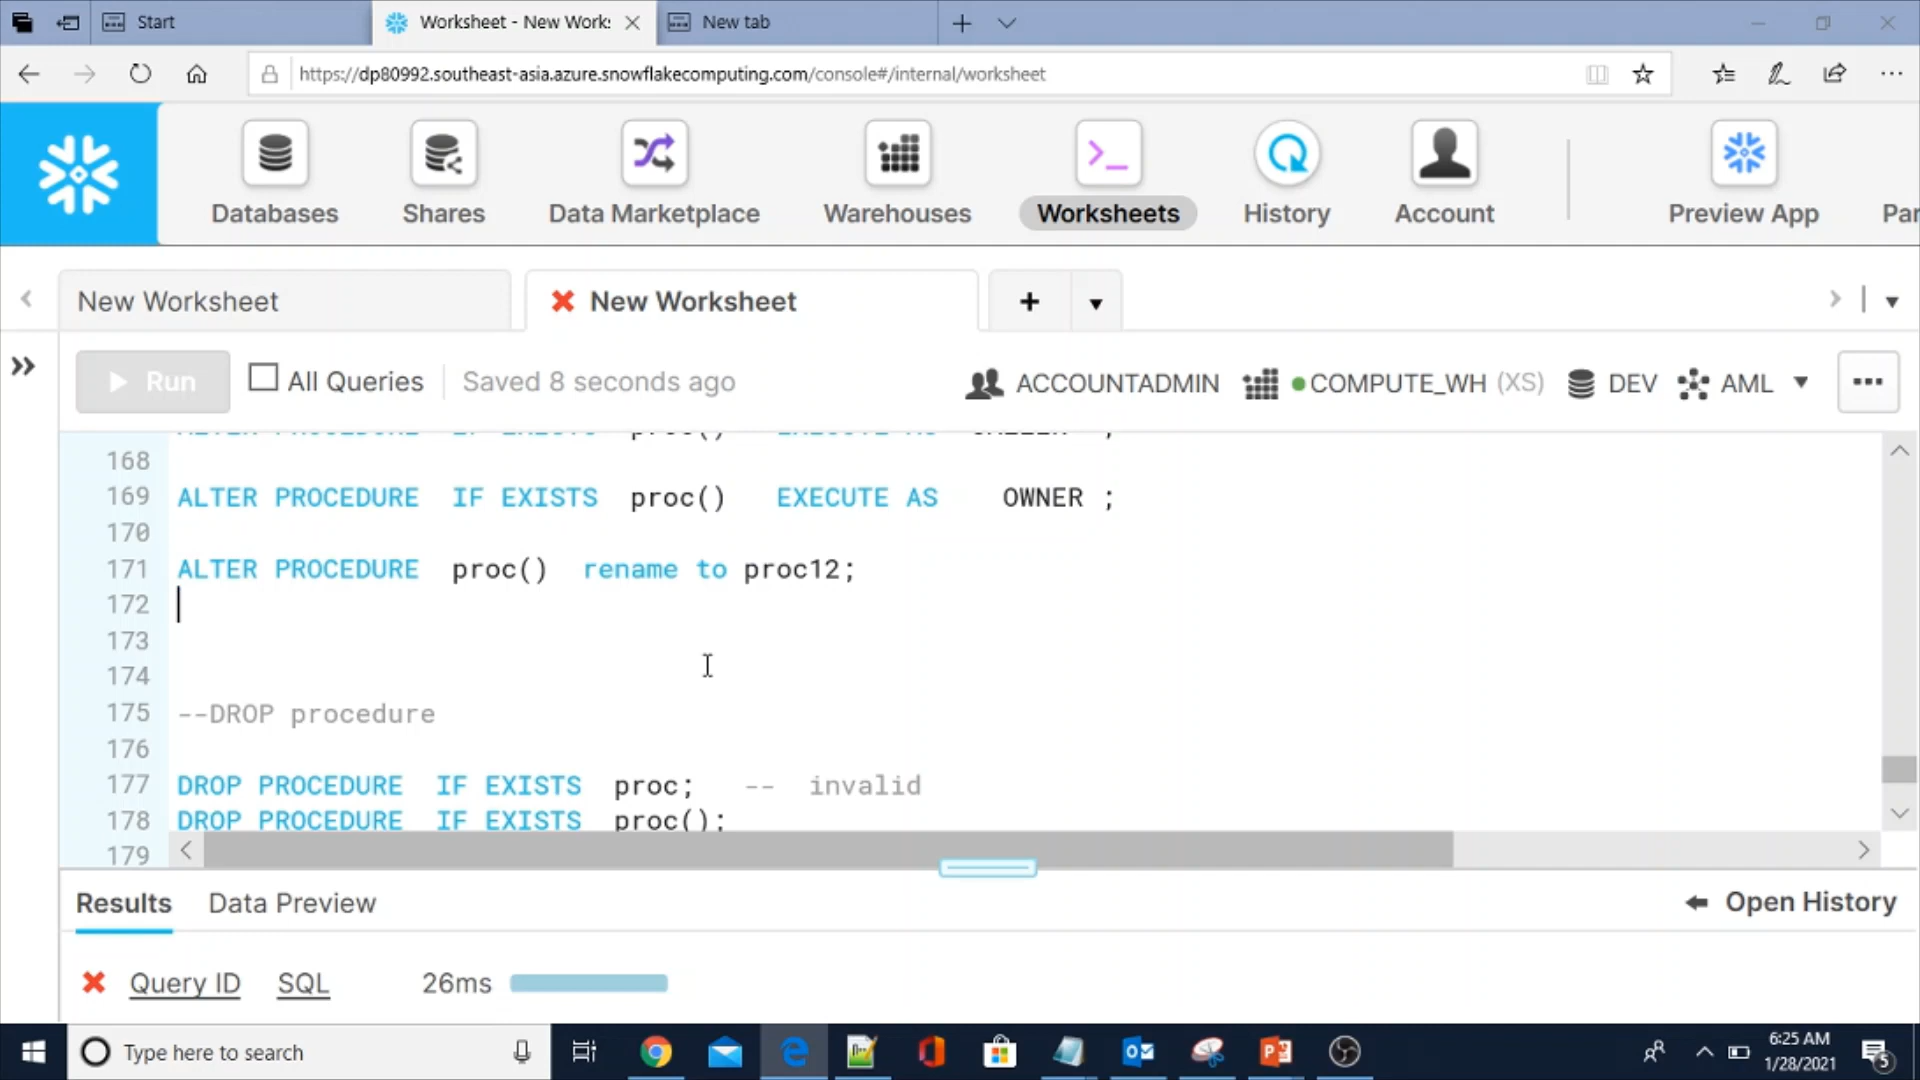 Start
Worksheet - New Work:
New tab
https://dp80992.southeast-asia.azure.snowflakecomputing.com/console#/internal/worksheet
Databases
Shares
Data Marketplace
Warehouses
Worksheets
History
Account
Preview App
Par
New Worksheet
New Worksheet
Run
All Queries
Saved 8 seconds ago
ACCOUNTADMIN
COMPUTE_WH (XS)
DEV
AML
168
169 ALTER PROCEDURE IF EXISTS proc() EXECUTE AS OWNER ;
170
171 ALTER PROCEDURE proc() rename to proc12;
172
173
174
175 --DROP procedure
176
177 DROP PROCEDURE IF EXISTS proc; -- invalid
178 DROP PROCEDURE IF EXISTS proc();
179
Results
Data Preview
Open History
Query ID
SQL
26ms
Type here to search
6:25 AM
1/28/2021
5